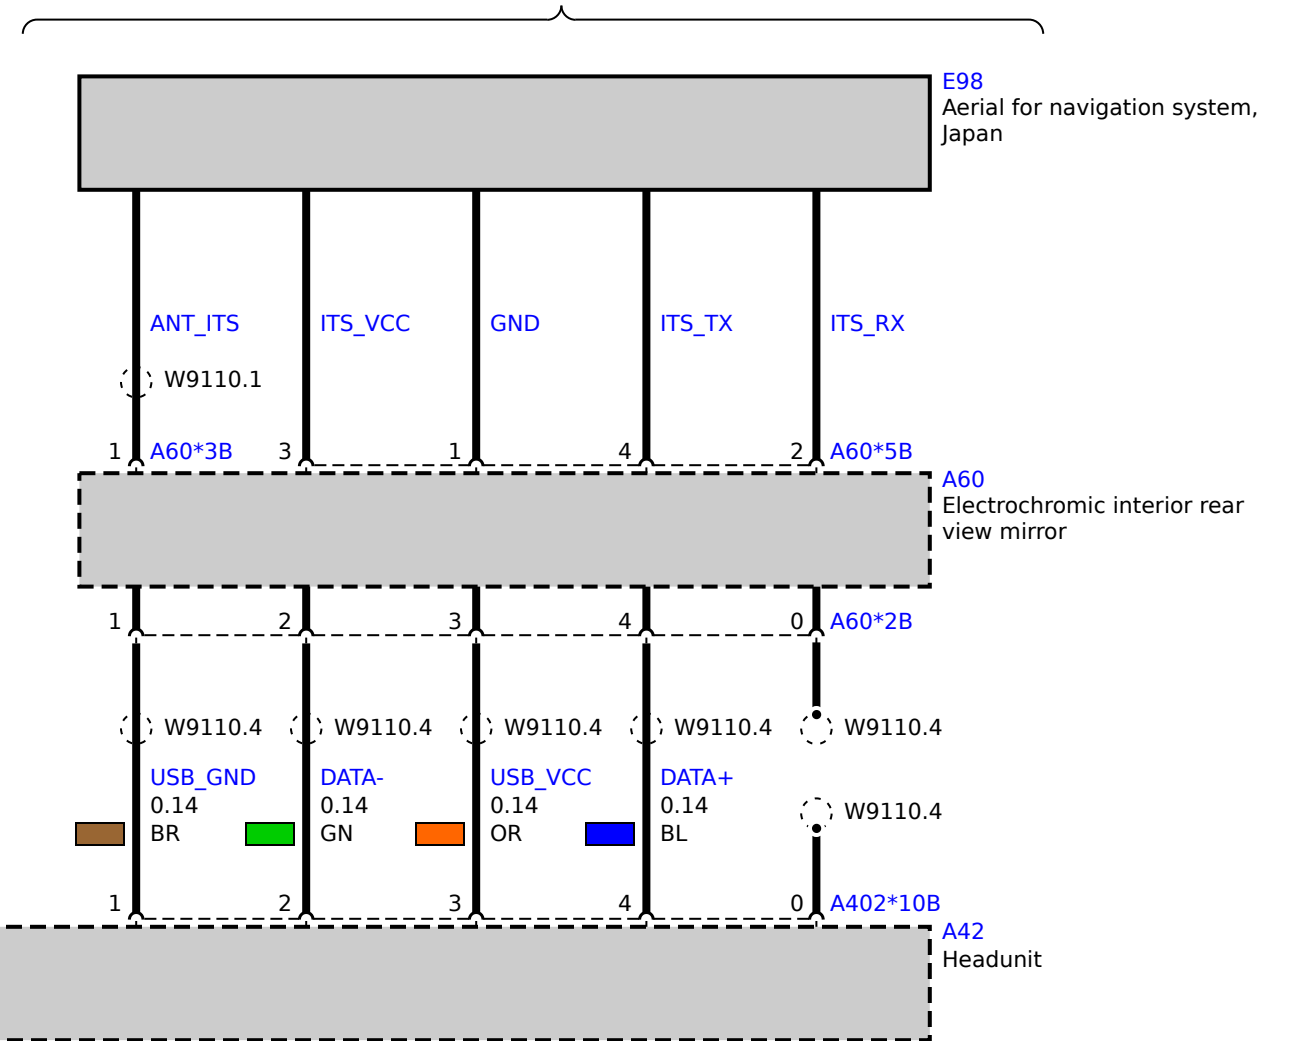 E98
Aerial for navigation system,
Japan
ANT_ITS ITS_VCC GND ITS_TX ITS_RX
W9110.1
1 A60*3B 3 1 4 2 A60*5B
A60
Electrochromic interior rear
view mirror
1 2 3 4 0 A60*2B
W9110.4 W9110.4 W9110.4 W9110.4 W9110.4
USB_GND DATA- USB_VCC DATA+
0.14 0.14 0.14 0.14
W9110.4
BR GN OR BL
1 2 3 4 0 A402*10B
A42
Headunit